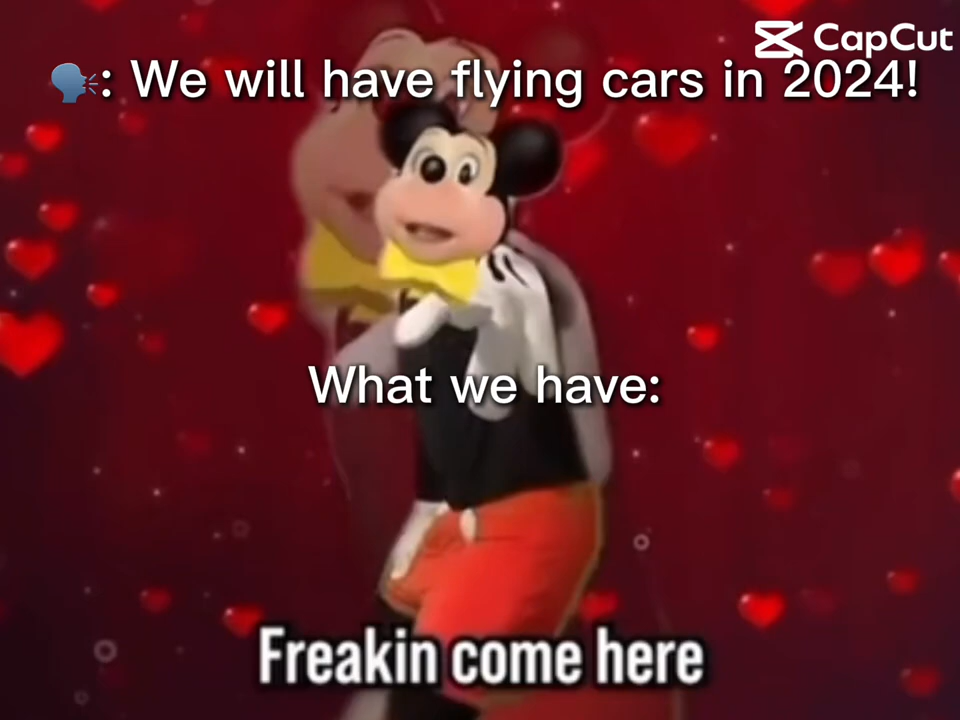 CapCut
🗣️: We will have flying cars in 2024!
What we have:
Freakin come here